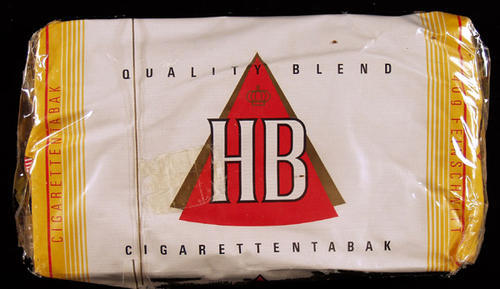 QUALITY BLEND
HB
CIGARETTENTABAK
CIGARETTENTABAK
FEINSCHNITT